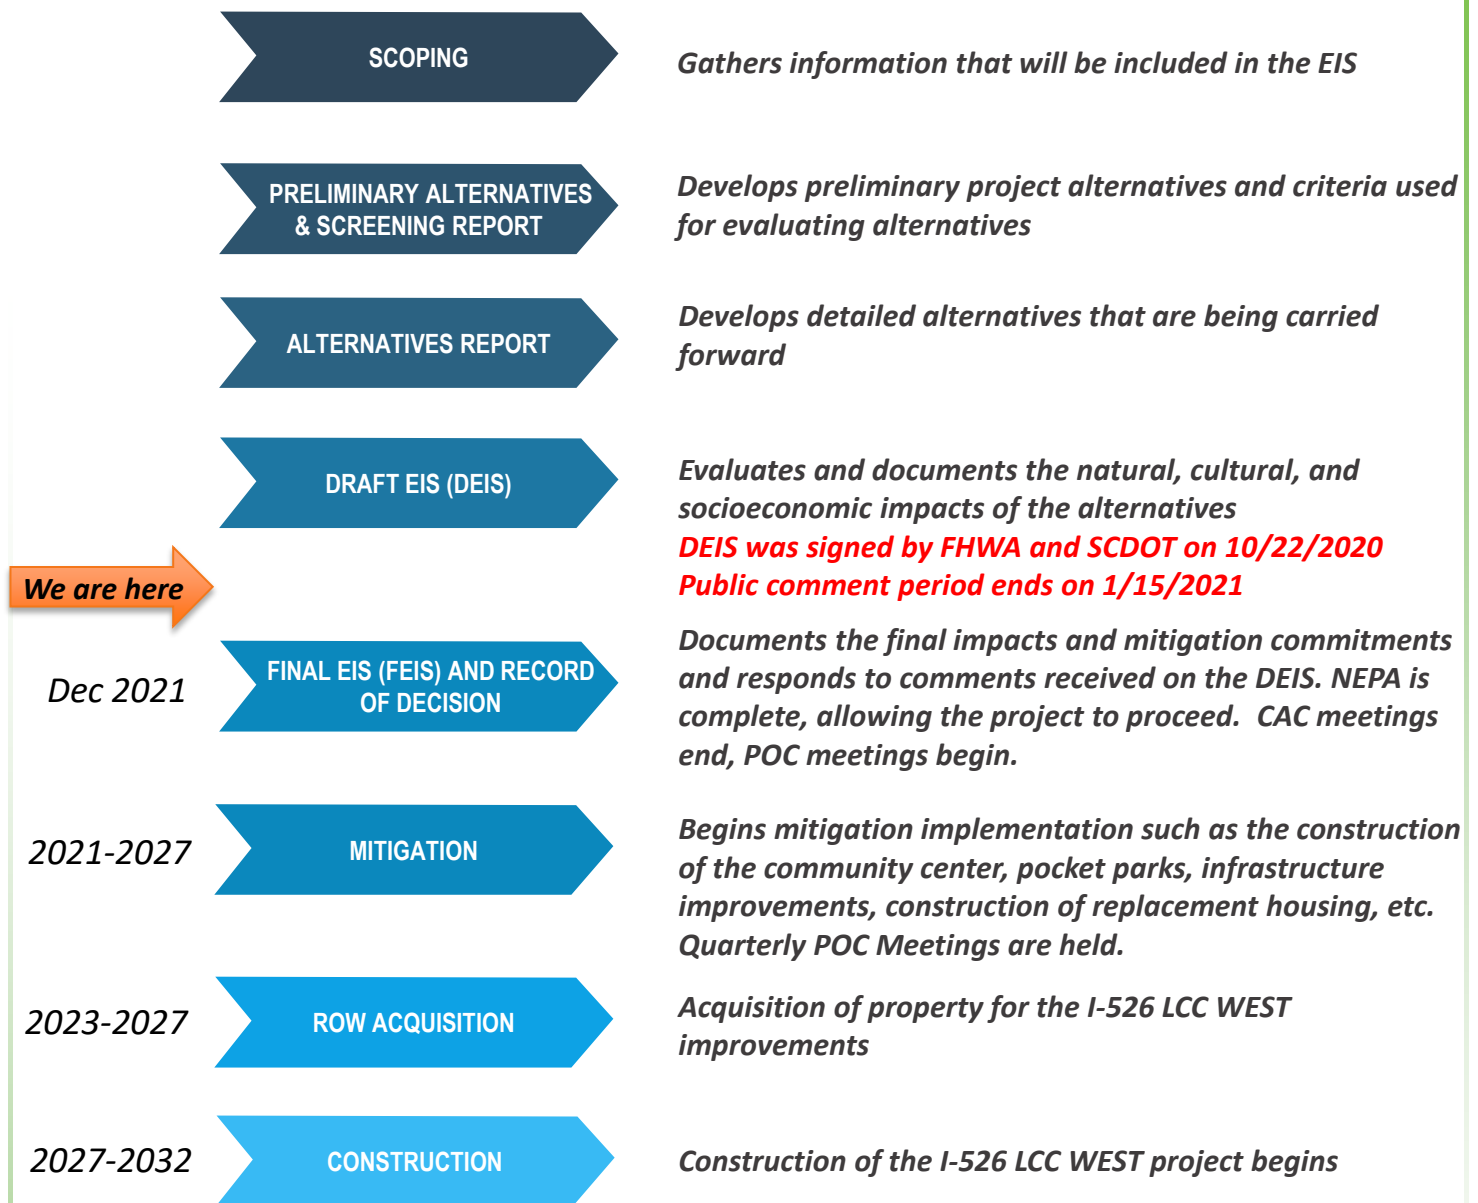 SCOPING
Gathers information that will be included in the EIS
PRELIMINARY ALTERNATIVES
& SCREENING REPORT
Develops preliminary project alternatives and criteria used
for evaluating alternatives
ALTERNATIVES REPORT
Develops detailed alternatives that are being carried
forward
DRAFT EIS (DEIS)
Evaluates and documents the natural, cultural, and
socioeconomic impacts of the alternatives
DEIS was signed by FHWA and SCDOT on 10/22/2020
Public comment period ends on 1/15/2021
We are here
Dec 2021
FINAL EIS (FEIS) AND RECORD
OF DECISION
Documents the final impacts and mitigation commitments
and responds to comments received on the DEIS. NEPA is
complete, allowing the project to proceed.  CAC meetings
end, POC meetings begin.
2021-2027
MITIGATION
Begins mitigation implementation such as the construction
of the community center, pocket parks, infrastructure
improvements, construction of replacement housing, etc.
Quarterly POC Meetings are held.
2023-2027
ROW ACQUISITION
Acquisition of property for the I-526 LCC WEST
improvements
2027-2032
CONSTRUCTION
Construction of the I-526 LCC WEST project begins